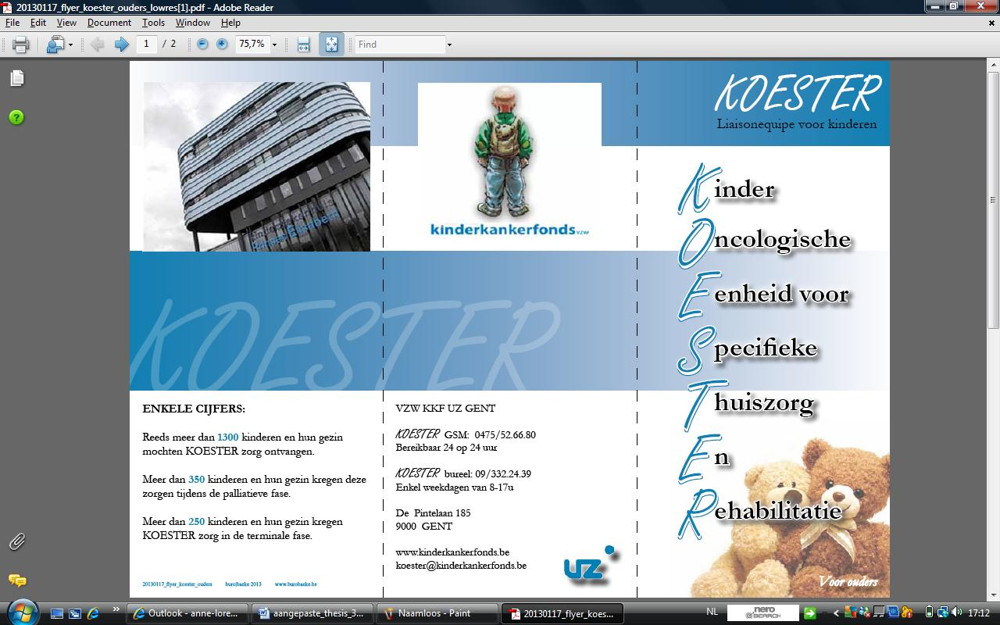 20130117_flyer_koester_ouders_lowres[1].pdf - Adobe Reader
File Edit View Document Tools Window Help
1 / 2 75,7% Find
KOESTER
Liaisonequipe voor kinderen
Prinses Elisabeth
kinderkankerfonds vzw
Kinder
Oncologische
Eenheid voor
Specifieke
Thuiszorg
En
Rehabilitatie
Voor ouders
KOESTER
ENKELE CIJFERS:
Reeds meer dan 1300 kinderen en hun gezin
mochten KOESTER zorg ontvangen.
Meer dan 350 kinderen en hun gezin kregen deze
zorgen tijdens de palliatieve fase.
Meer dan 250 kinderen en hun gezin kregen
KOESTER zorg in de terminale fase.
20130117_flyer_koester_ouders burojbaeke 2013 www.burobaeke.be
VZW KKF UZ GENT
KOESTER GSM: 0475/52.66.80
Bereikbaar 24 op 24 uur
KOESTER bureel: 09/332.24.39
Enkel weekdagen van 8-17u
De Pintelaan 185
9000 GENT
www.kinderkankerfonds.be
koester@kinderkankerfonds.be
UZ
Outlook - anne-lore... aangepaste_thesis_3... Naamloos - Paint 20130117_flyer_koes... NL nero SEARCH 17:12